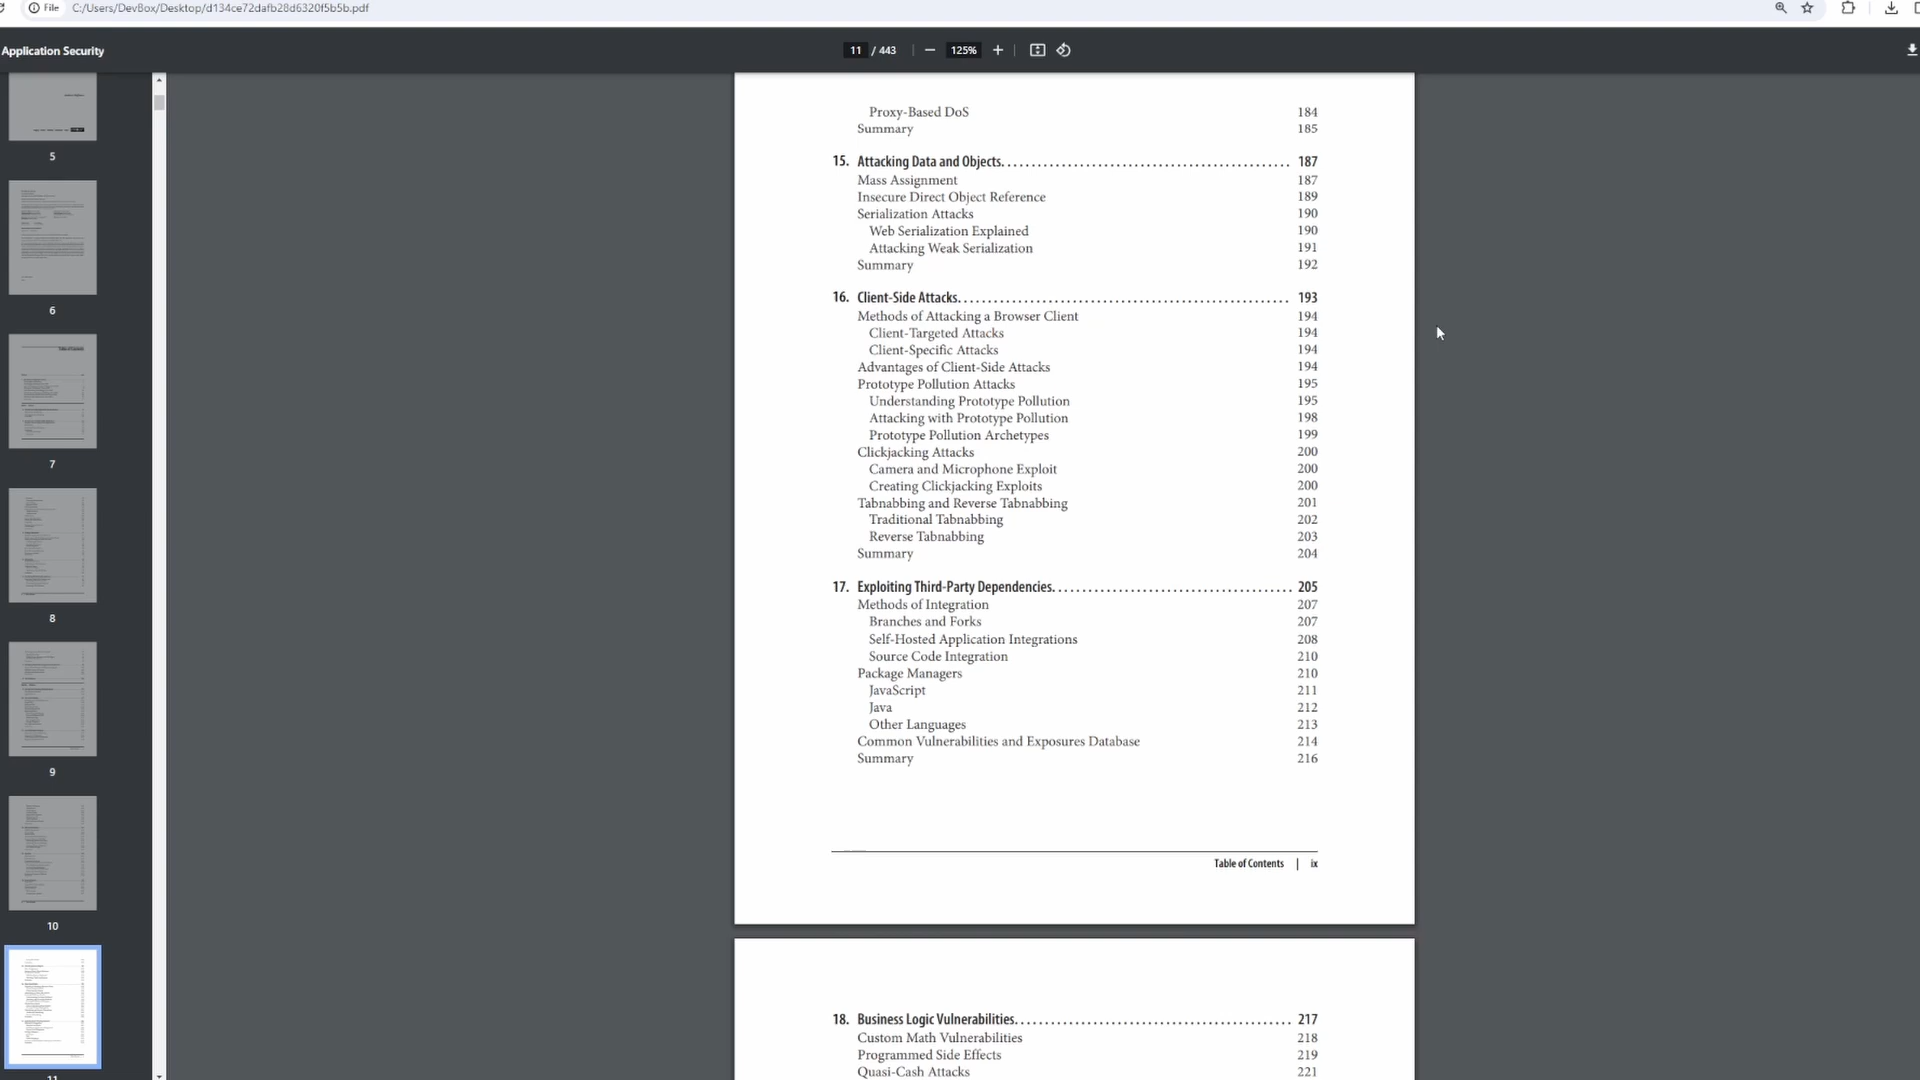 File
C:/Users/DevBox/Desktop/d134ce72dafb28d6320f5b5b.pdf
Application Security
11 / 443
125%
5
6
7
8
9
10
11
Proxy-Based DoS 184
Summary 185
15. Attacking Data and Objects. . . . . . . . . . . . . . . . . . . . . . . . . . . . . . . . . . . . . . . . . . . . 187
Mass Assignment 187
Insecure Direct Object Reference 189
Serialization Attacks 190
Web Serialization Explained 190
Attacking Weak Serialization 191
Summary 192
16. Client-Side Attacks. . . . . . . . . . . . . . . . . . . . . . . . . . . . . . . . . . . . . . . . . . . . . . . . . . . 193
Methods of Attacking a Browser Client 194
Client-Targeted Attacks 194
Client-Specific Attacks 194
Advantages of Client-Side Attacks 194
Prototype Pollution Attacks 195
Understanding Prototype Pollution 195
Attacking with Prototype Pollution 198
Prototype Pollution Archetypes 199
Clickjacking Attacks 200
Camera and Microphone Exploit 200
Creating Clickjacking Exploits 200
Tabnabbing and Reverse Tabnabbing 201
Traditional Tabnabbing 202
Reverse Tabnabbing 203
Summary 204
17. Exploiting Third-Party Dependencies. . . . . . . . . . . . . . . . . . . . . . . . . . . . . . . . . . . . . 205
Methods of Integration 207
Branches and Forks 207
Self-Hosted Application Integrations 208
Source Code Integration 210
Package Managers 210
JavaScript 211
Java 212
Other Languages 213
Common Vulnerabilities and Exposures Database 214
Summary 216
Table of Contents | ix
18. Business Logic Vulnerabilities. . . . . . . . . . . . . . . . . . . . . . . . . . . . . . . . . . . . . . . . . . 217
Custom Math Vulnerabilities 218
Programmed Side Effects 219
Quasi-Cash Attacks 221